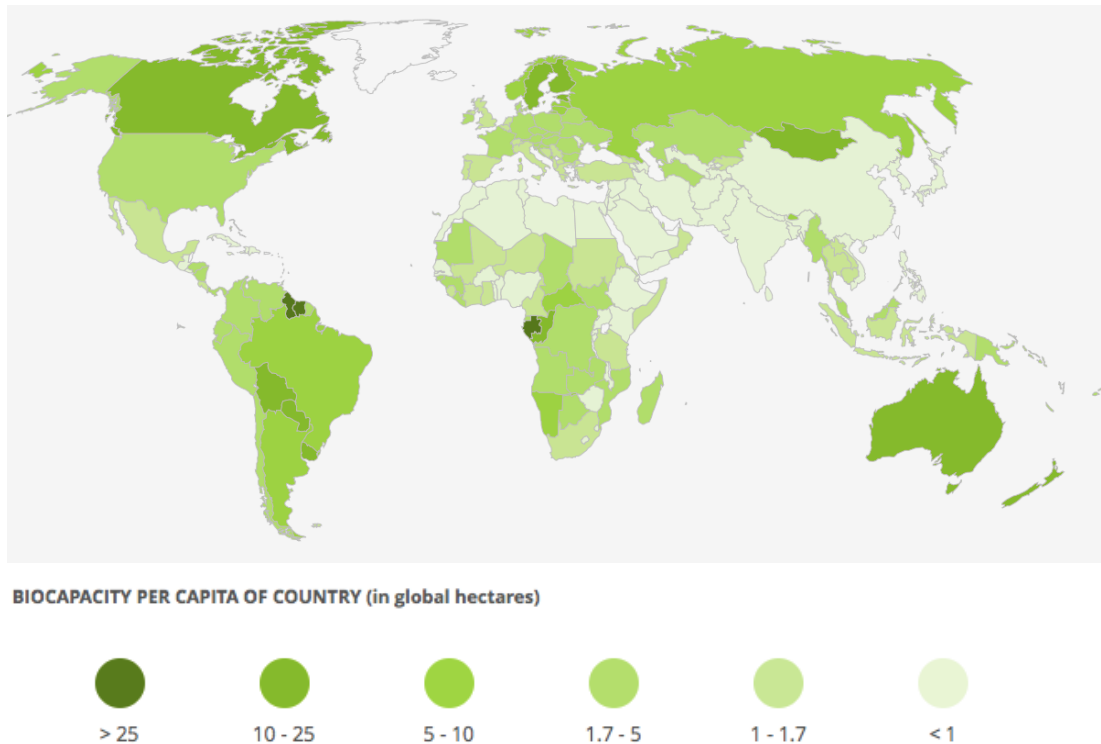 BIOCAPACITY PER CAPITA OF COUNTRY (in global hectares)
> 25 10 - 25 5 - 10 1.7 - 5 1 - 1.7 < 1